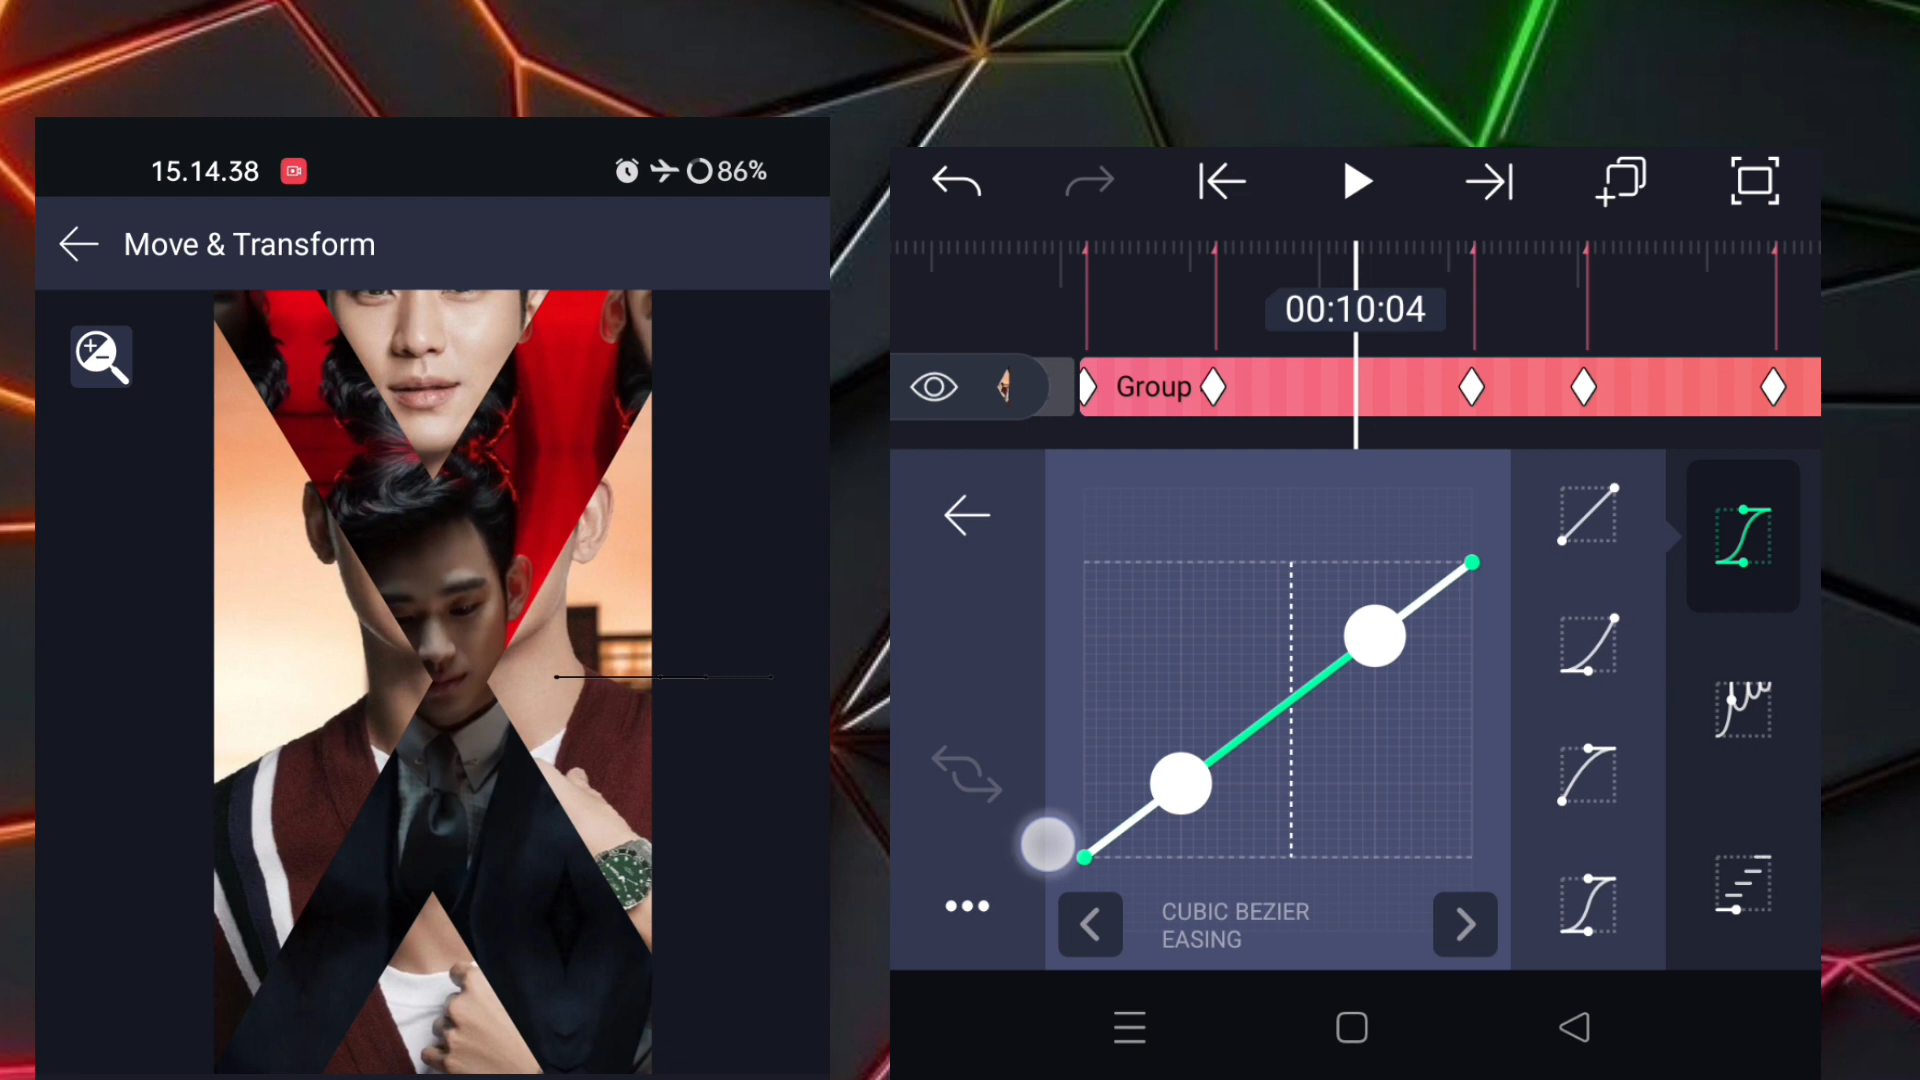 15.14.38
86%
Move & Transform
00:10:04
Group
CUBIC BEZIER
EASING